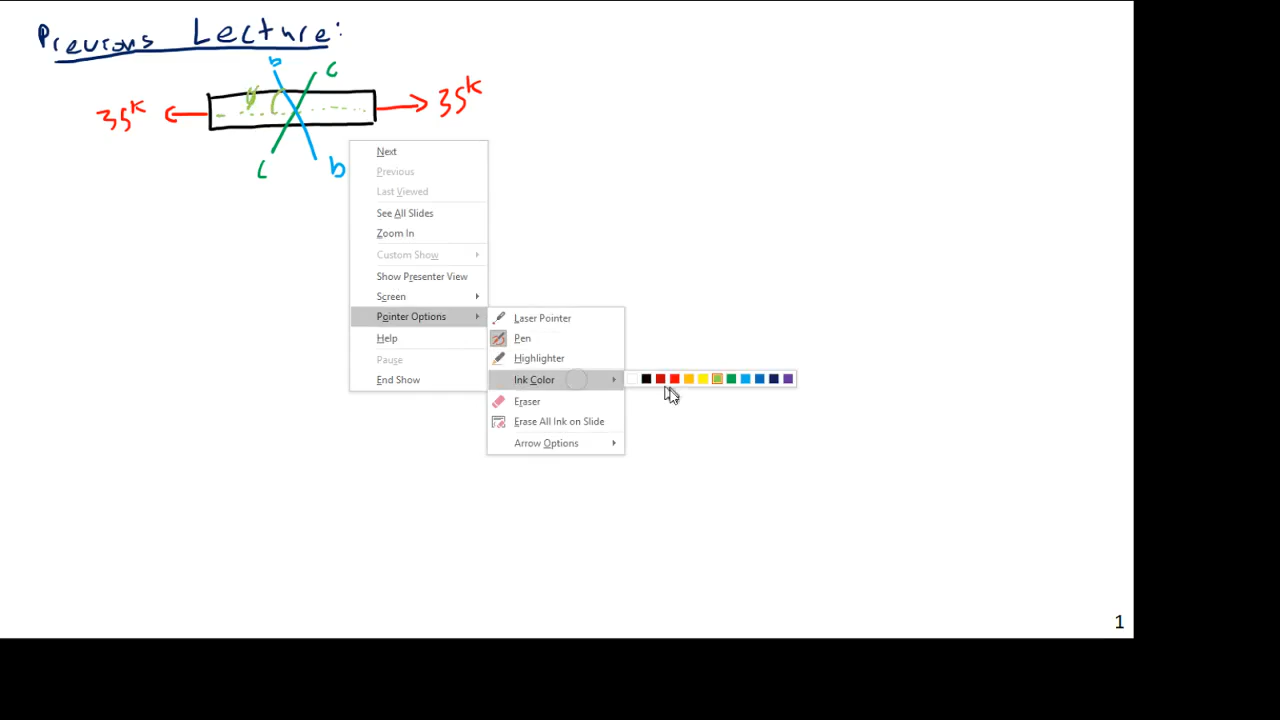 Previous Lecture:
b
c
35k
35k
c
b
Next
Previous
Last Viewed
See All Slides
Zoom In
Custom Show
Show Presenter View
Screen
Pointer Options
Help
Pause
End Show
Laser Pointer
Pen
Highlighter
Ink Color
Eraser
Erase All Ink on Slide
Arrow Options
1